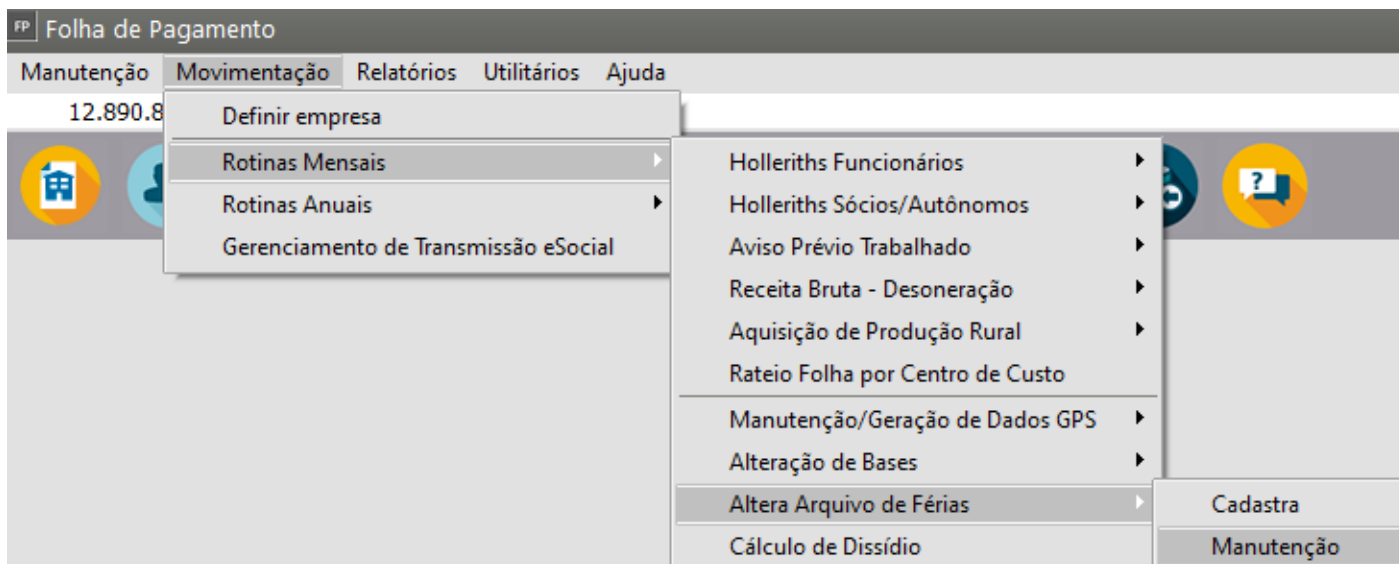 FP Folha de Pagamento
Manutenção Movimentação Relatórios Utilitários Ajuda
12.890.8
Definir empresa
Rotinas Mensais
Rotinas Anuais
Gerenciamento de Transmissão eSocial
Holleriths Funcionários
Holleriths Sócios/Autônomos
Aviso Prévio Trabalhado
Receita Bruta - Desoneração
Aquisição de Produção Rural
Rateio Folha por Centro de Custo
Manutenção/Geração de Dados GPS
Alteração de Bases
Altera Arquivo de Férias
Cálculo de Dissídio
Cadastra
Manutenção
?